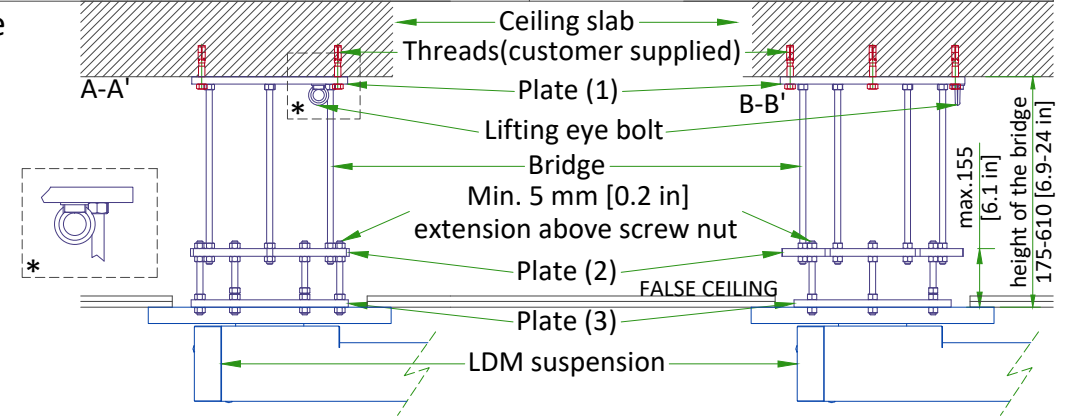 e
Ceiling slab
Threads(customer supplied)
A-A'
Plate (1)
B-B'
*
Lifting eye bolt
Bridge
Min. 5 mm [0.2 in]
extension above screw nut
*
Plate (2)
FALSE CEILING
Plate (3)
LDM suspension
max.155
[6.1 in]
height of the bridge
175-610 [6.9-24 in]